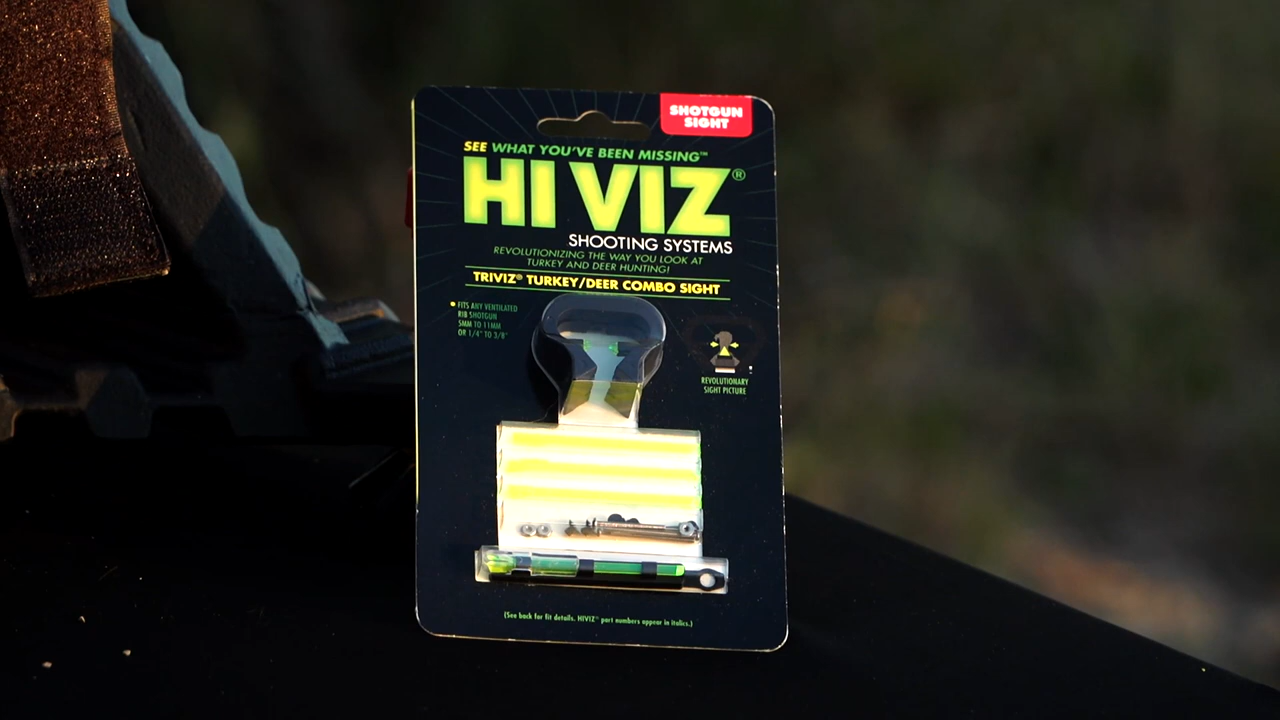 SHOTGUN
SIGHT
SEE WHAT YOU'VE BEEN MISSING™
HI VIZ®
SHOOTING SYSTEMS
REVOLUTIONIZING THE WAY YOU LOOK AT
TURKEY AND DEER HUNTING!
TRIVIZ® TURKEY/DEER COMBO SIGHT
• FITS ANY VENTILATED
RIB SHOTGUN
5MM TO 11MM
OR 1/4" TO 3/8"
REVOLUTIONARY
SIGHT PICTURE
(See back for fit details. HIVIZ® part numbers appear in italics.)